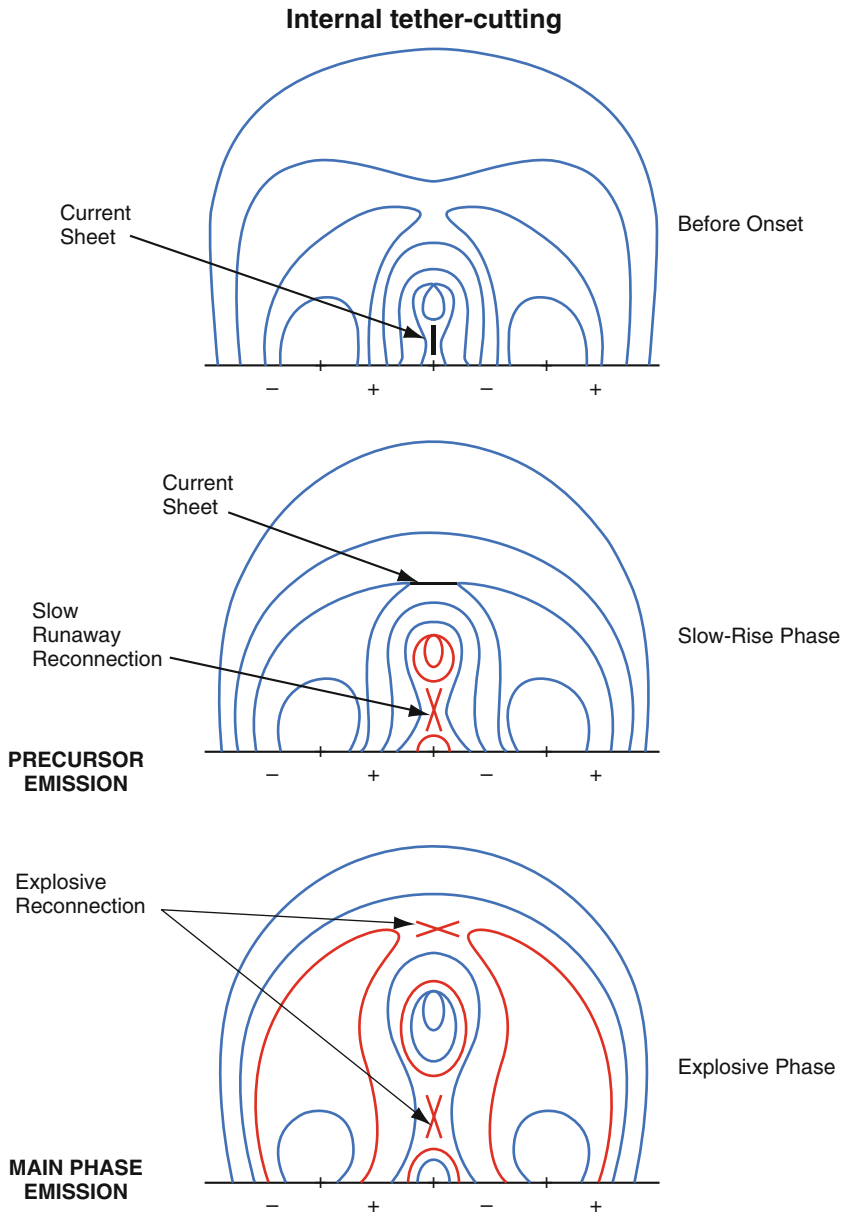 Internal tether-cutting
Current
Sheet
Before Onset
– + – +
Current
Sheet
Slow
Runaway
Reconnection
Slow-Rise Phase
PRECURSOR
EMISSION
– + – +
Explosive
Reconnection
Explosive Phase
MAIN PHASE
EMISSION
– + – +